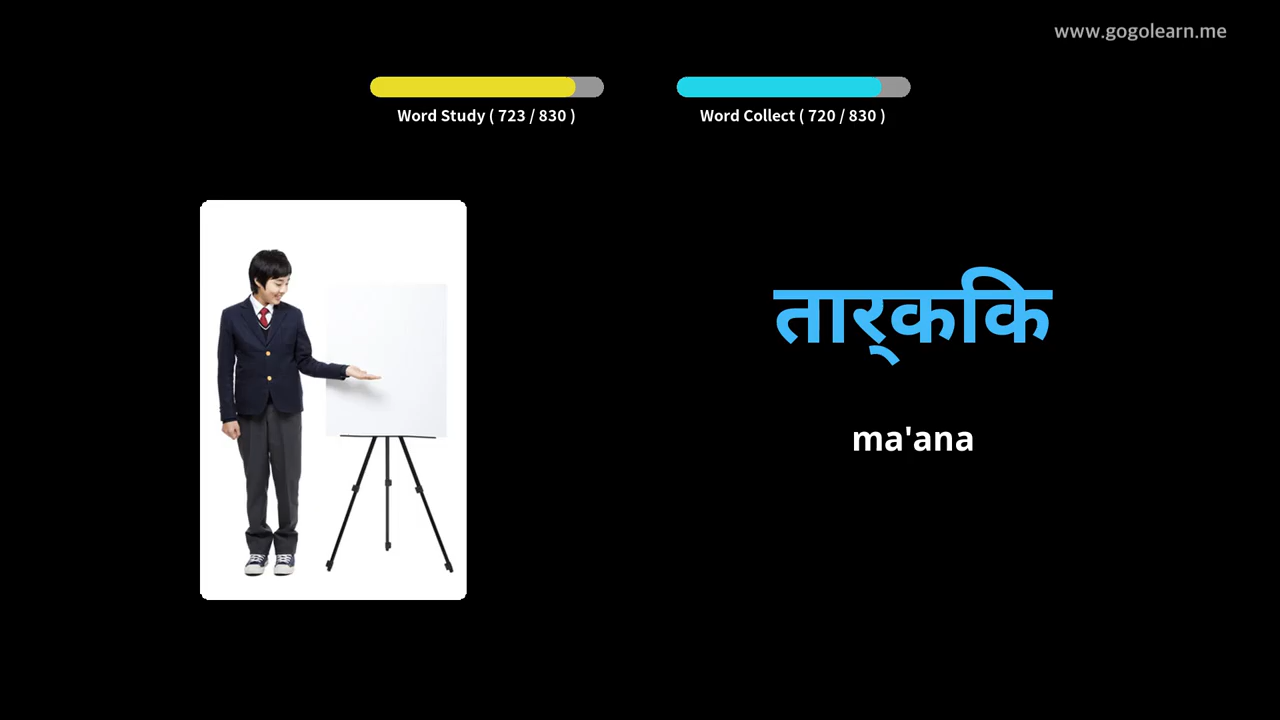 www.gogolearn.me
Word Study ( 723 / 830 )
Word Collect ( 720 / 830 )
तार्ककि
ma'ana